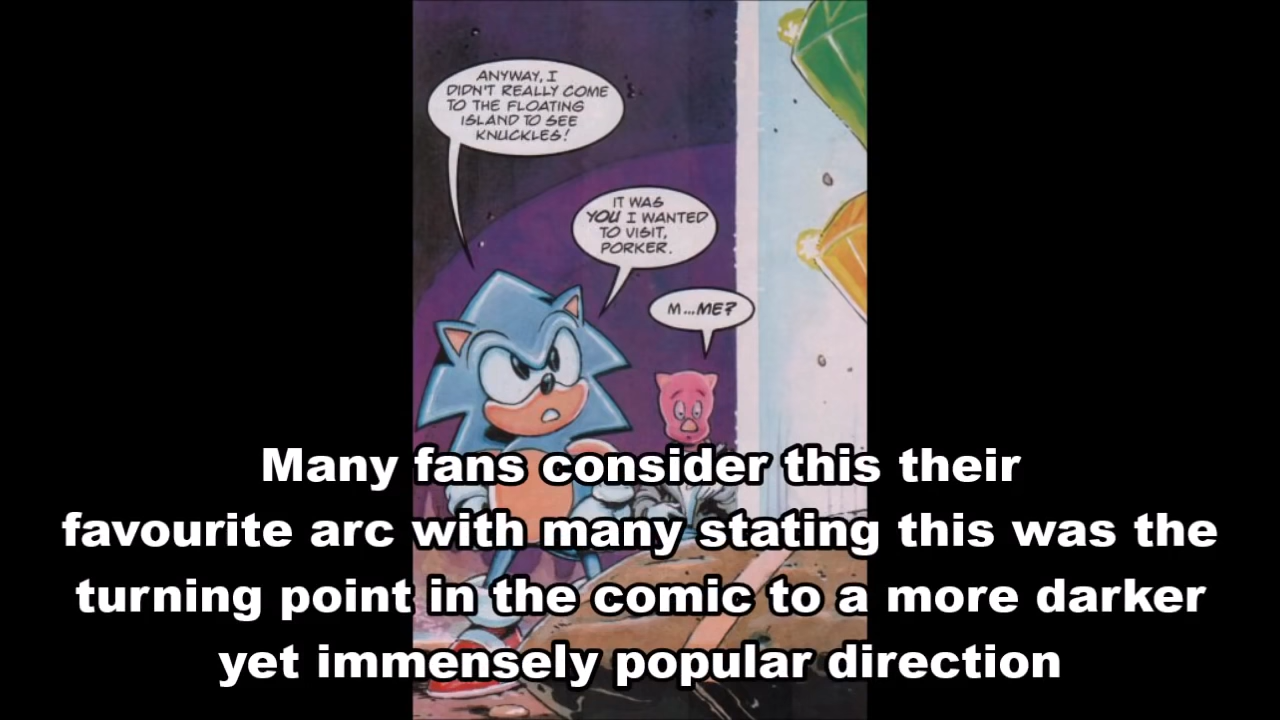 ANYWAY, I
DIDN'T REALLY COME
TO THE FLOATING
ISLAND TO SEE
KNUCKLES!
IT WAS
YOU I WANTED
TO VISIT,
PORKER.
M...ME?
Many fans consider this their
favourite arc with many stating this was the
turning point in the comic to a more darker
yet immensely popular direction